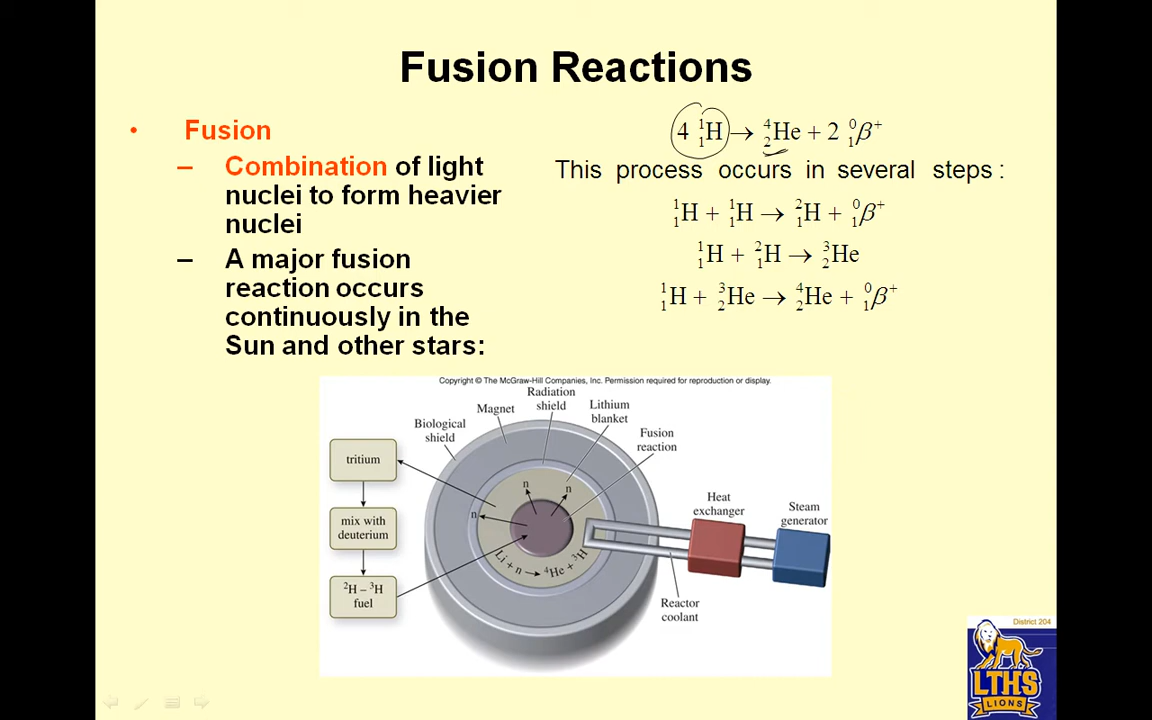 Fusion Reactions
• Fusion
– Combination of light
nuclei to form heavier
nuclei
– A major fusion
reaction occurs
continuously in the
Sun and other stars:
4 ¹₁H → ⁴₂He + 2 ⁰₁β⁺
This process occurs in several steps :
¹₁H + ¹₁H → ²₁H + ⁰₁β⁺
¹₁H + ²₁H → ³₂He
¹₁H + ³₂He → ⁴₂He + ⁰₁β⁺
Copyright © The McGraw-Hill Companies, Inc. Permission required for reproduction or display.
Radiation
shield
Magnet
Lithium
blanket
Biological
shield
Fusion
reaction
tritium
mix with
deuterium
²H – ³H
fuel
n
n
n
Li + n → ⁴He + ³H
Heat
exchanger
Steam
generator
Reactor
coolant
District 204
LTHS
LIONS